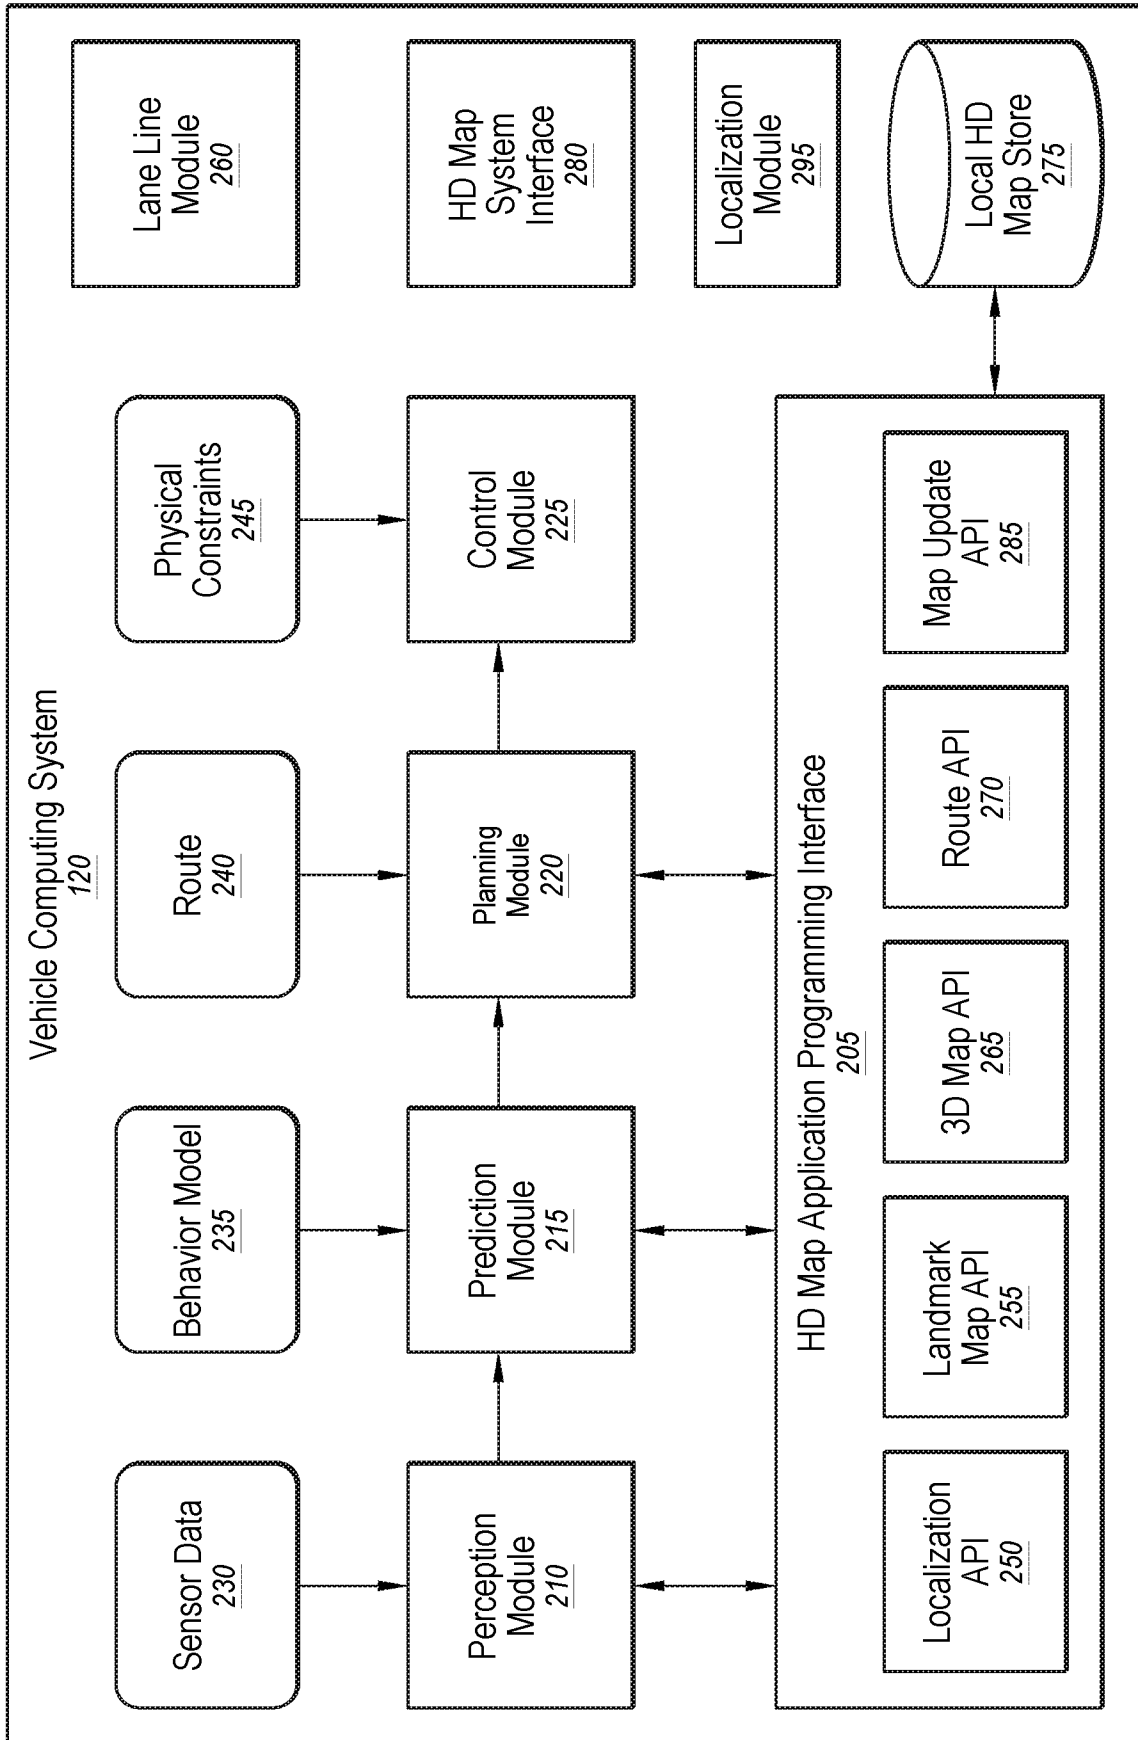 Vehicle Computing System
120
Sensor Data
230
Behavior Model
235
Route
240
Physical
Constraints
245
Lane Line
Module
260
Perception
Module
210
Prediction
Module
215
Planning
Module
220
Control
Module
225
HD Map
System
Interface
280
Localization
Module
295
HD Map Application Programming Interface
205
Localization
API
250
Landmark
Map API
255
3D Map API
265
Route API
270
Map Update
API
285
Local HD
Map Store
275